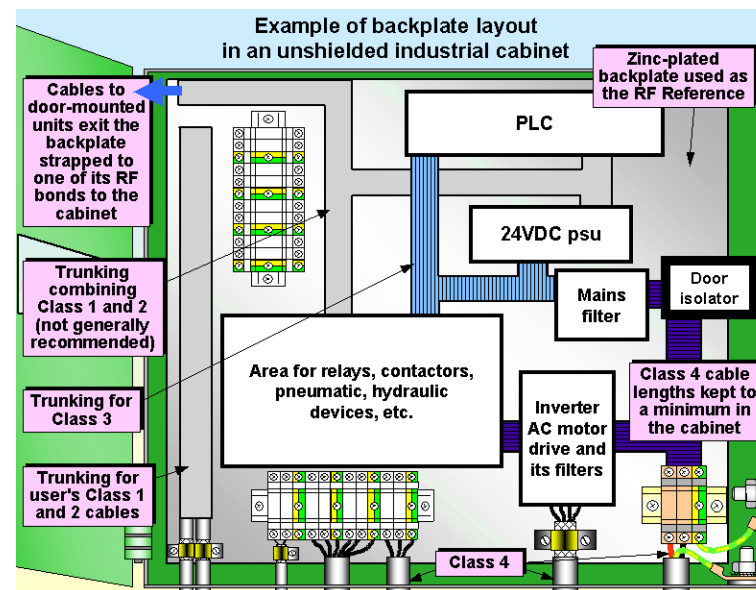 Example of backplate layout
in an unshielded industrial cabinet
Cables to
door-mounted
units exit the
backplate
strapped to
one of its RF
bonds to the
cabinet
Zinc-plated
backplate used as
the RF Reference
PLC
24VDC psu
Mains
filter
Door
isolator
Trunking
combining
Class 1 and 2
(not generally
recommended)
Area for relays, contactors,
pneumatic, hydraulic
devices, etc.
Inverter
AC motor
drive and
its filters
Class 4 cable
lengths kept to
a minimum in
the cabinet
Trunking for
Class 3
Trunking for
user's Class 1
and 2 cables
Class 4